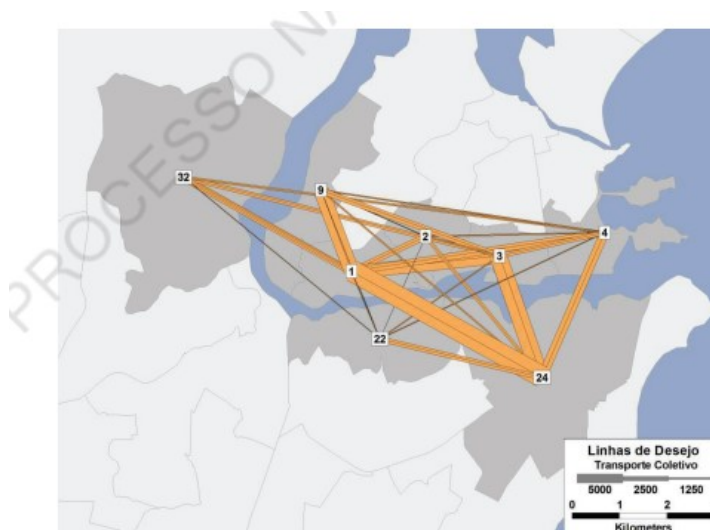 PROCESSO NA
32
9
2
4
3
1
22
24
Linhas de Desejo
Transporte Coletivo
5000 2500 1250
0 1 2
Kilometers